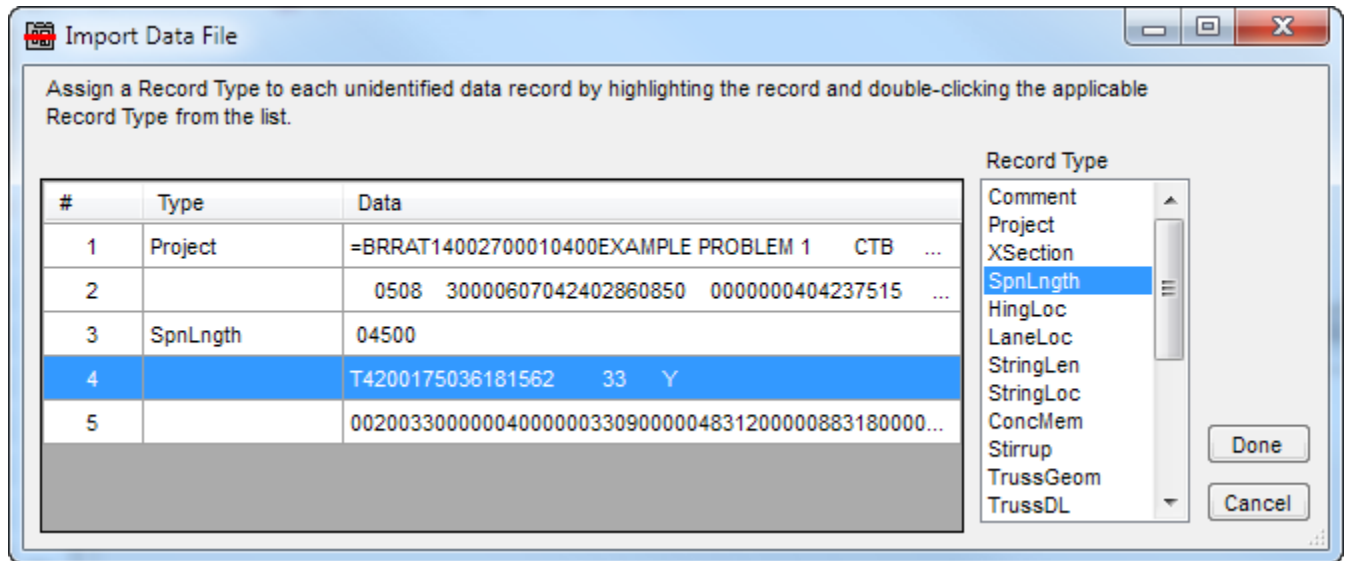 Import Data File
Assign a Record Type to each unidentified data record by highlighting the record and double-clicking the applicable
Record Type from the list.
Record Type
# Type Data
1 Project =BRRAT14002700010400EXAMPLE PROBLEM 1 CTB ...
2 0508 30000607042402860850 0000000404237515 ...
3 SpnLngth 04500
4 T4200175036181562 33 Y
5 00200330000004000000330900000483120000088318000...
Comment
Project
XSection
SpnLngth
HingLoc
LaneLoc
StringLen
StringLoc
ConcMem
Stirrup
TrussGeom
TrussDL
Done
Cancel